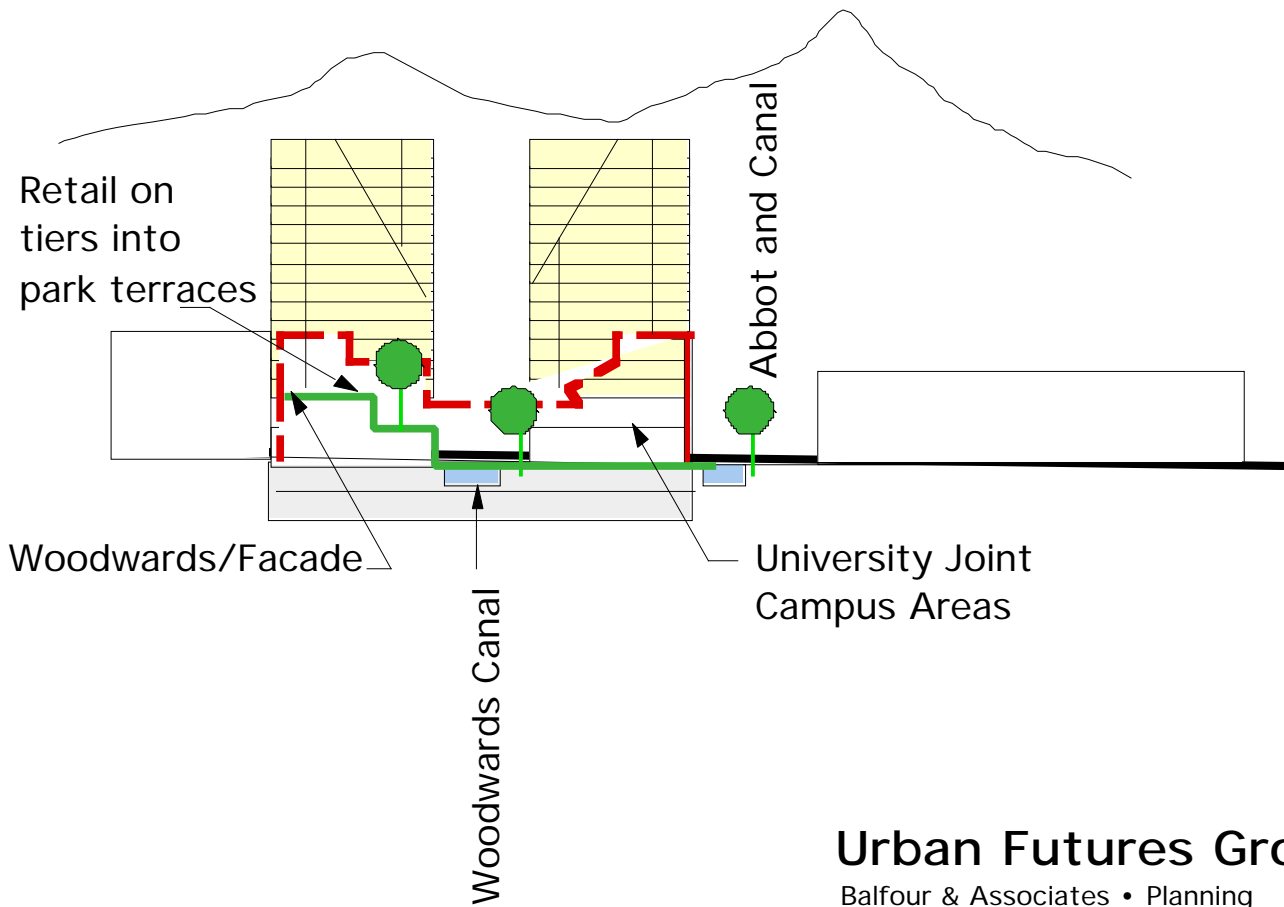 Retail on
tiers into
park terraces
Abbot and Canal
Woodwards/Facade
Woodwards Canal
University Joint
Campus Areas
Urban Futures
Balfour & Associates • Planning